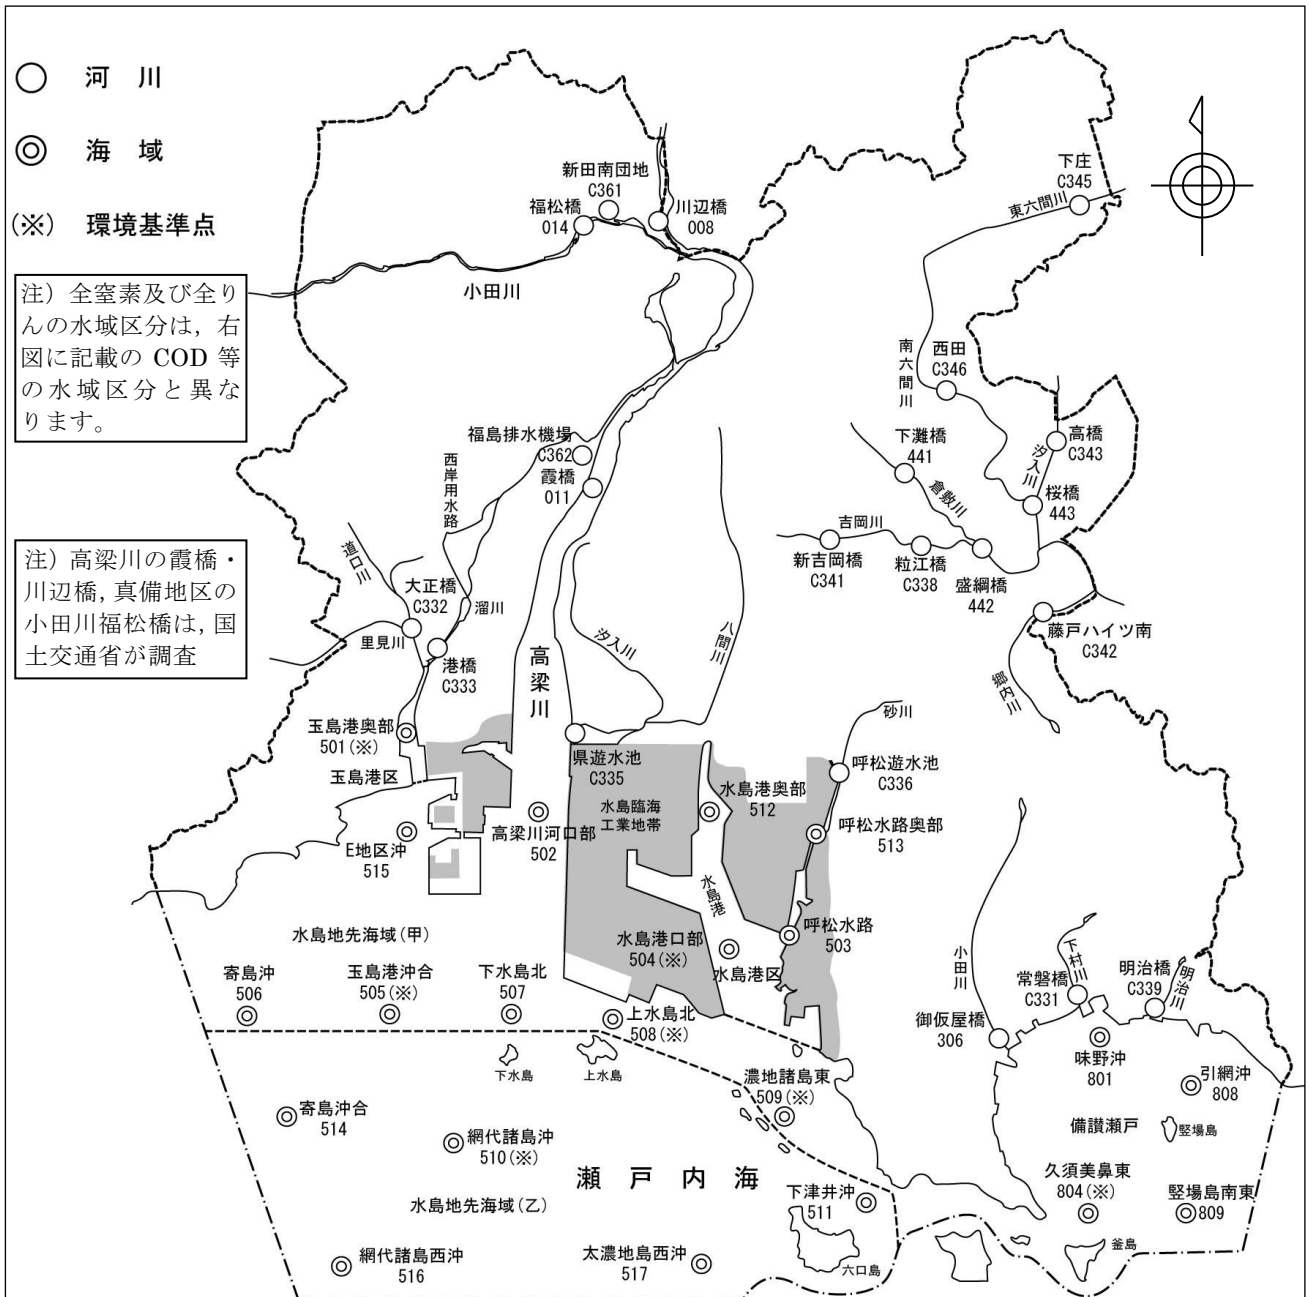 河　川
海　域
(※)　環境基準点
注）全窒素及び全り
んの水域区分は，右
図に記載の COD 等
の水域区分と異な
ります。
注）高梁川の霞橋・
川辺橋，真備地区の
小田川福松橋は，国
土交通省が調査
新田南団地
C361
福松橋
014
川辺橋
008
小田川
下庄
C345
東六間川
南六間川
西田
C346
高橋
C343
汐入川
桜橋
443
下灘橋
441
倉敷川
吉岡川
新吉岡橋
C341
粒江橋
C338
盛綱橋
442
藤戸ハイツ南
C342
郷内川
福島排水機場
C362
霞橋
011
西岸用水路
道口川
大正橋
C332
溜川
里見川
港橋
C333
高梁川
汐入川
八間川
砂川
玉島港奥部
501(※)
玉島港区
県遊水池
C335
呼松遊水池
C336
水島臨海
工業地帯
水島港奥部
512
高梁川河口部
502
呼松水路奥部
513
E地区沖
515
水島港
呼松水路
503
水島地先海域(甲)
水島港口部
504(※)
水島港区
小田川
下村川
常磐橋
C331
明治橋
C339
明治川
寄島沖
506
玉島港沖合
505(※)
下水島北
507
上水島北
508(※)
御仮屋橋
306
味野沖
801
引網沖
808
下水島
上水島
濃地諸島東
509(※)
寄島沖合
514
網代諸島沖
510(※)
備讃瀬戸
竪場島
瀬戸内海
久須美鼻東
804(※)
竪場島南東
809
下津井沖
511
水島地先海域(乙)
網代諸島西沖
516
太濃地島西沖
517
六口島
釜島